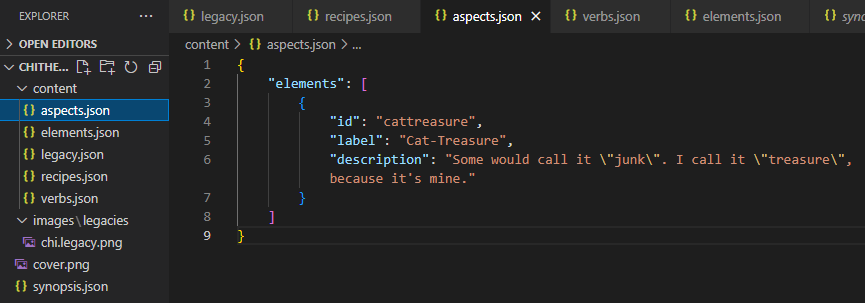 EXPLORER
···
OPEN EDITORS
CHITHE...
content
aspects.json
elements.json
legacy.json
recipes.json
verbs.json
images\legacies
chi.legacy.png
cover.png
synopsis.json
{} legacy.json {} recipes.json {} aspects.json × {} verbs.json {} elements.json {} syno
content > {} aspects.json > ...
1 {
2 "elements": [
3 {
4 "id": "cattreasure",
5 "label": "Cat-Treasure",
6 "description": "Some would call it \"junk\". I call it \"treasure\",
because it's mine."
7 }
8 ]
9 }